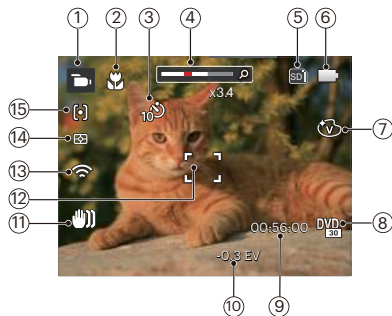 ① ② ③ ④ ⑤ ⑥
SD
x3.4
⑮ 10
V ⑦
⑭
⑬
⑫
⑪ 00:56:00 DVD ⑧
30
-0.3 EV
⑩ ⑨